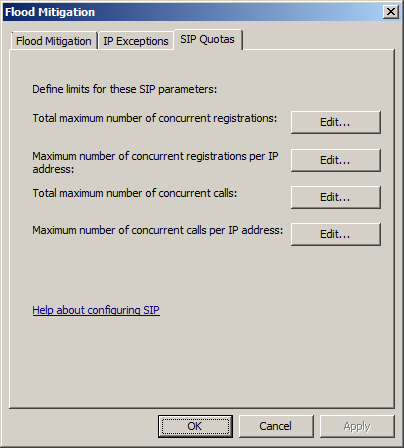 Flood Mitigation
Flood Mitigation
IP Exceptions
SIP Quotas
Define limits for these SIP parameters:
Total maximum number of concurrent registrations:
Edit...
Maximum number of concurrent registrations per IP
address:
Edit...
Total maximum number of concurrent calls:
Edit...
Maximum number of concurrent calls per IP address:
Edit...
Help about configuring SIP
OK
Cancel
Apply